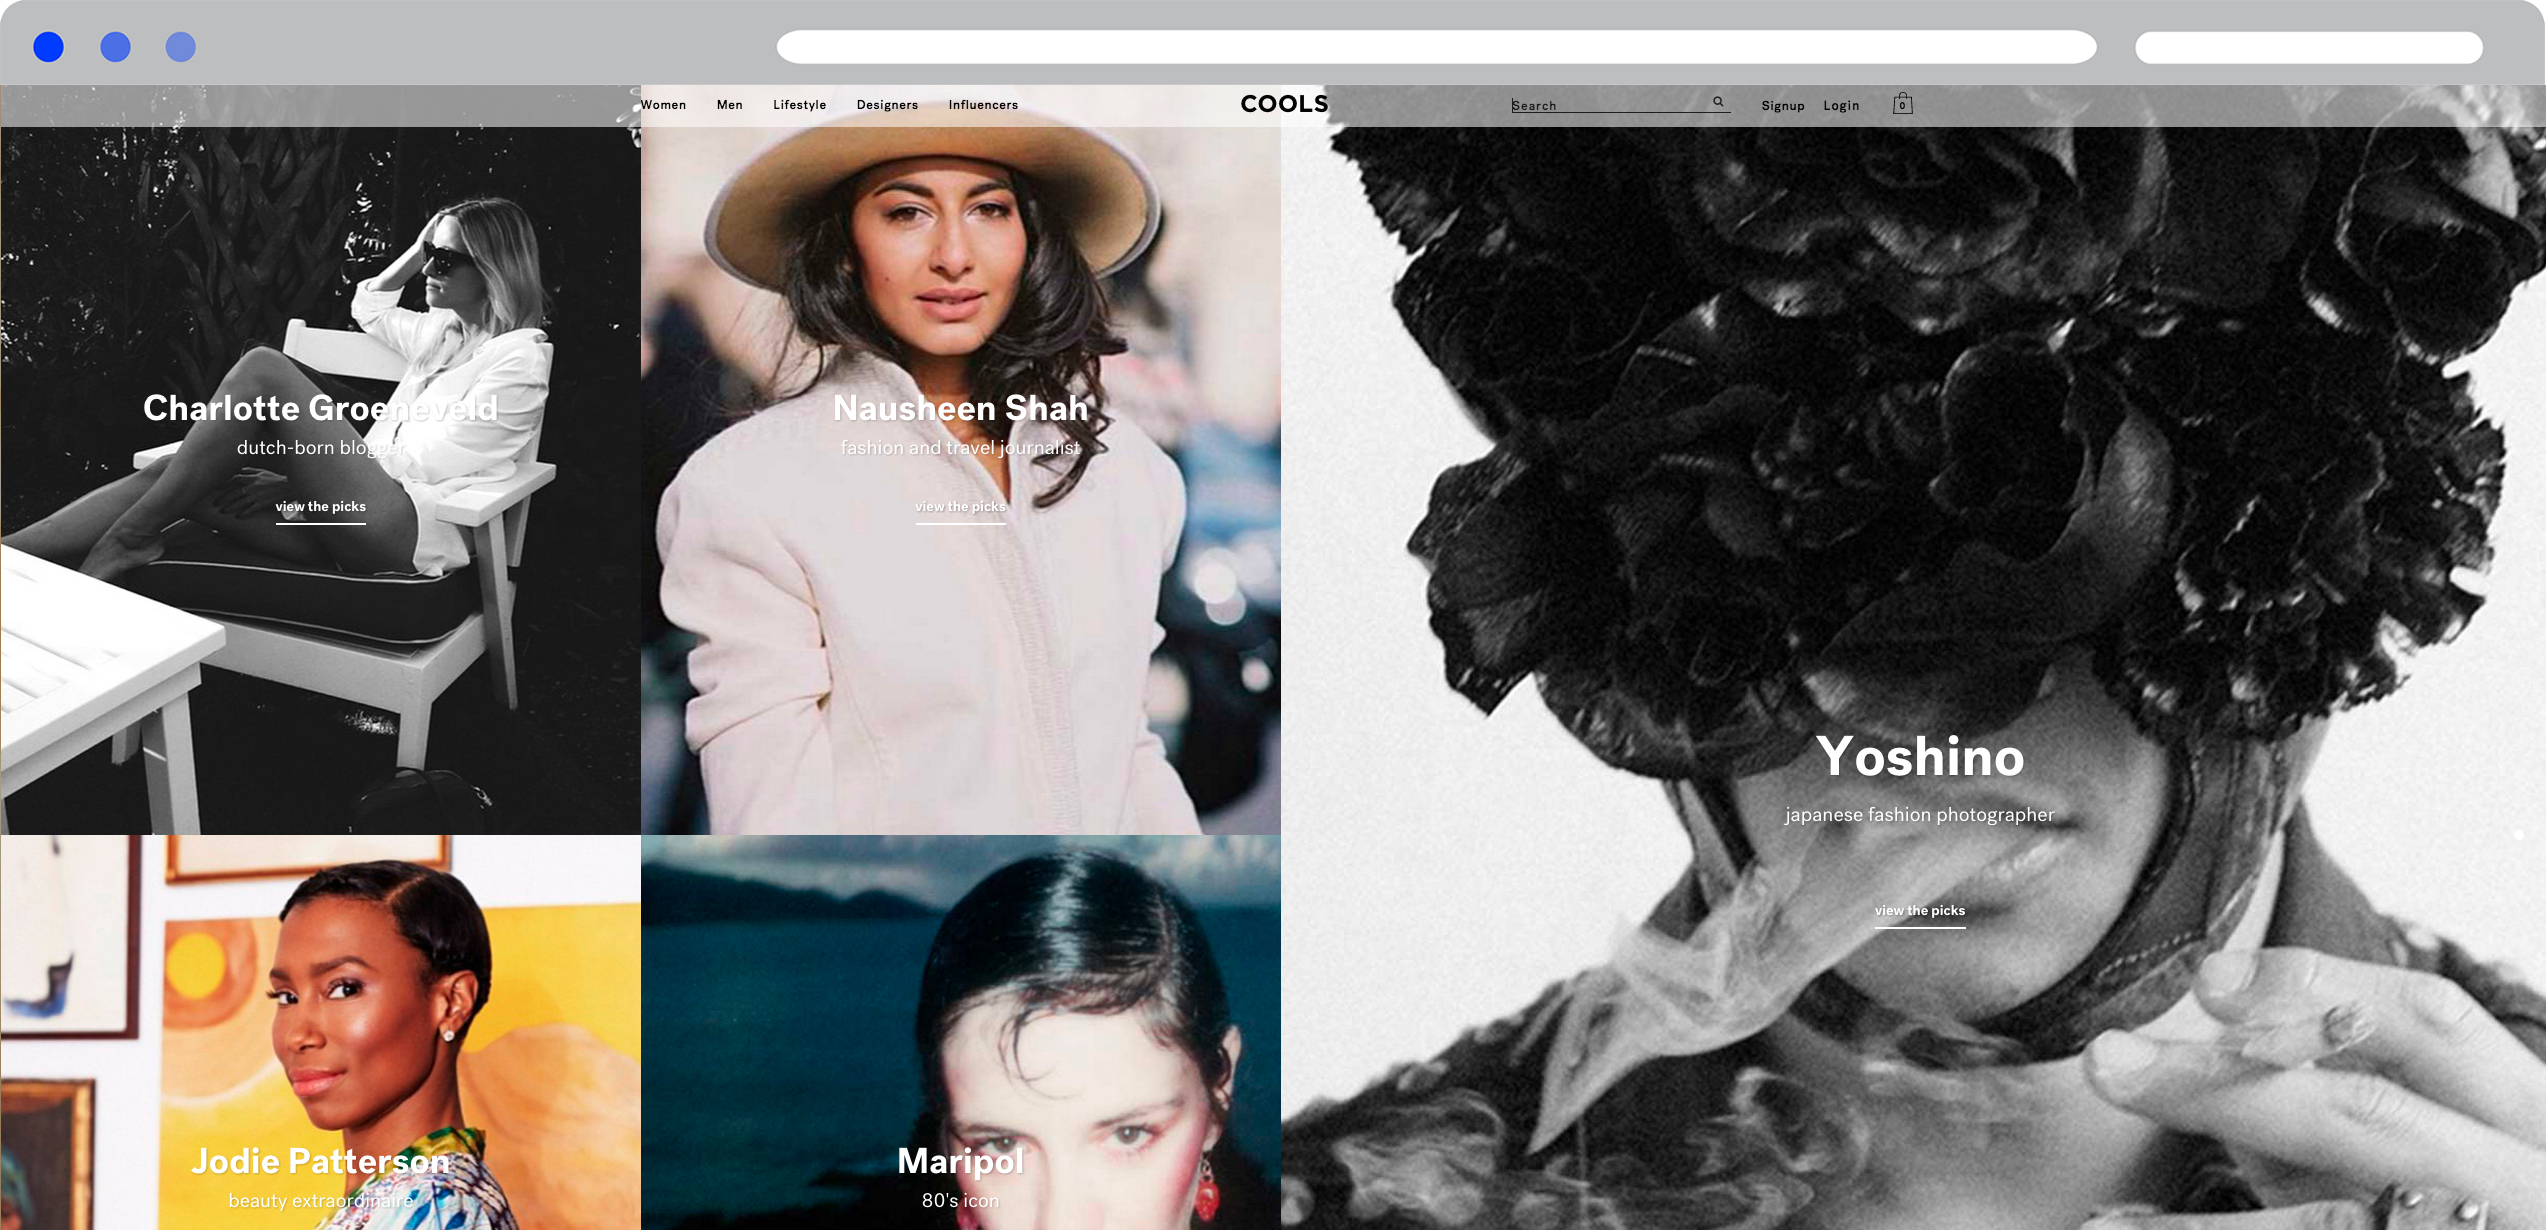 Women Men Lifestyle Designers Influencers COOLS Search Signup Login 0
Charlotte Groeneveld
dutch-born blogger
view the picks
Nausheen Shah
fashion and travel journalist
view the picks
Yoshino
japanese fashion photographer
view the picks
Jodie Patterson
beauty extraordinaire
Maripol
80's icon